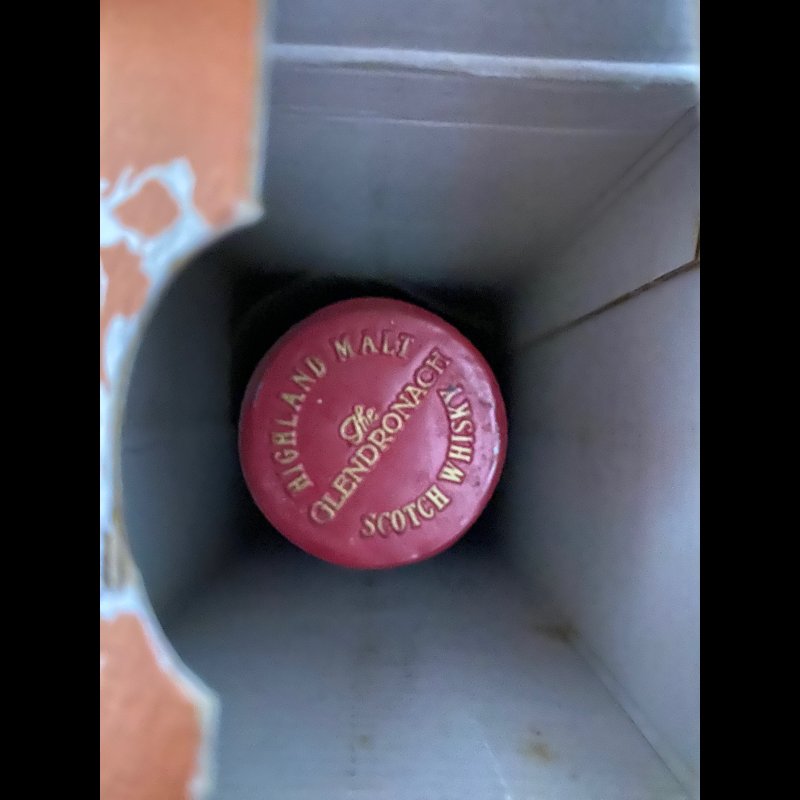 HIGHLAND MALT
The
GLENDRONACH
SCOTCH WHISKY